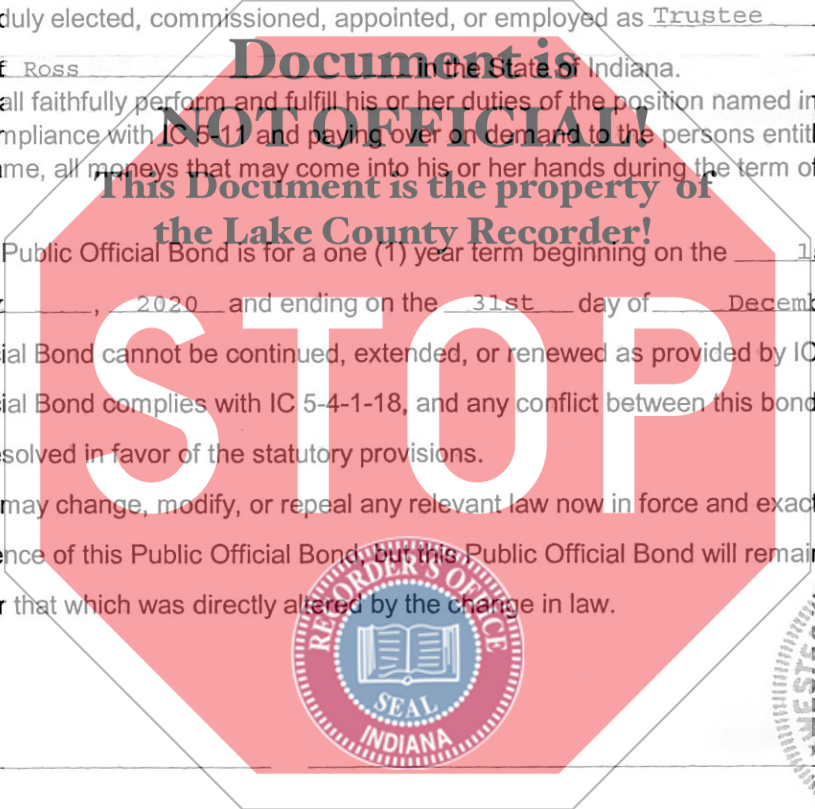 duly elected, commissioned, appointed, or employed as Trustee
f Ross in the State of Indiana.
all faithfully perform and fulfill his or her duties of the position named in
mpliance with IC 5-11 and paying over on demand to the persons entitl
me, all moneys that may come into his or her hands during the term of
Document is
NOT OFFICIAL!
This Document is the property of
the Lake County Recorder!
Public Official Bond is for a one (1) year term beginning on the 1s
, 2020 and ending on the 31st day of Decemb
ial Bond cannot be continued, extended, or renewed as provided by IC
ial Bond complies with IC 5-4-1-18, and any conflict between this bond
solved in favor of the statutory provisions.
may change, modify, or repeal any relevant law now in force and exact
nce of this Public Official Bond, but this Public Official Bond will remain
r that which was directly altered by the change in law.
STOP
RECORDER'S OFFICE
SEAL
INDIANA
WESTE